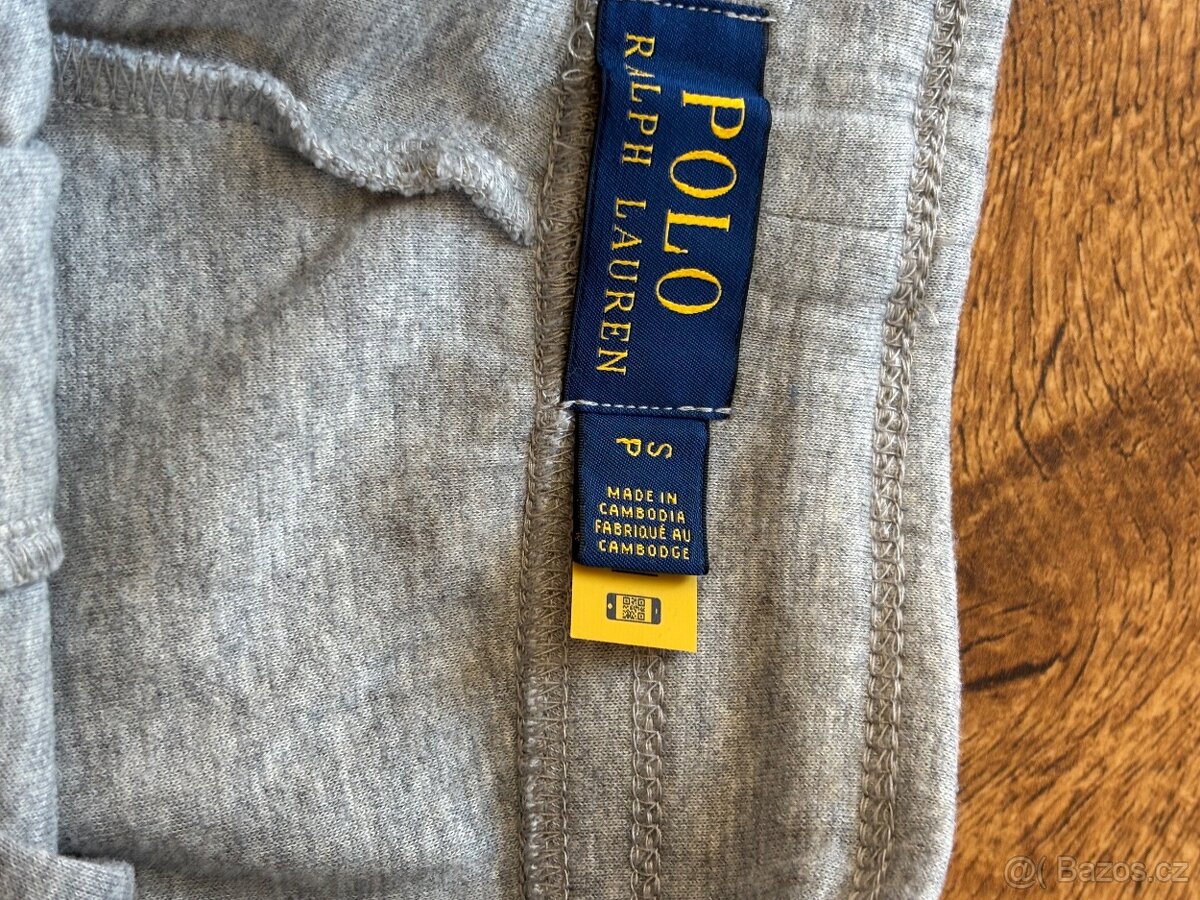 POLO
RALPH LAUREN
S
P
MADE IN
CAMBODIA
FABRIQUÉ AU
CAMBODGE
Bazos.cz